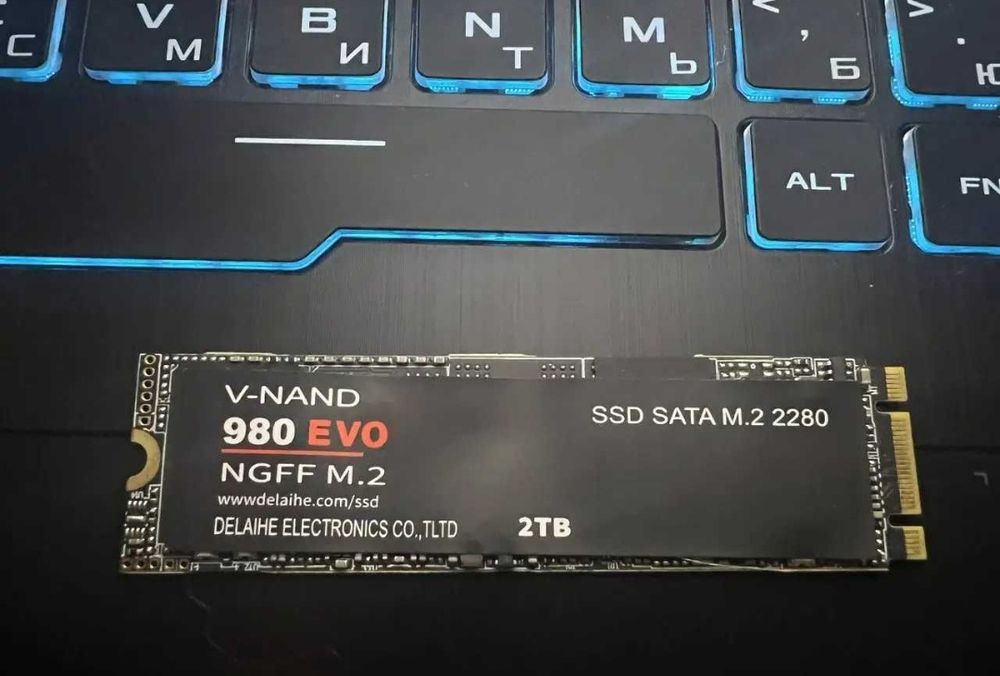 C
V M
B И
N Т
M Ь
< , Б
> . Ю
ALT
FN
V-NAND
980 EVO
NGFF M.2
wwwdelaihe.com/ssd
DELAIHE ELECTRONICS CO.,TLTD
2TB
SSD SATA M.2 2280